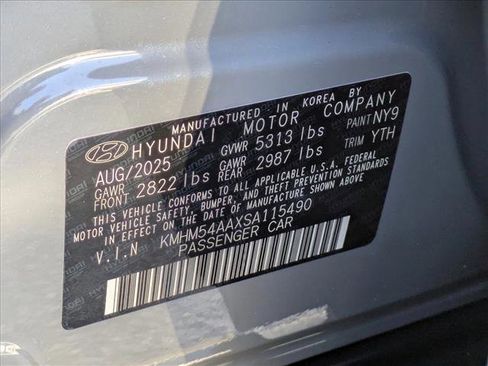 MANUFACTURED IN KOREA BY
HYUNDAI MOTOR COMPANY
AUG/2025 GVWR 5313 lbs PAINT NY9
GAWR FRONT 2822 lbs GAWR REAR 2987 lbs TRIM YTH
THIS VEHICLE CONFORMS TO ALL APPLICABLE U.S.A. FEDERAL
MOTOR VEHICLE SAFETY, BUMPER, AND THEFT PREVENTION STANDARDS
IN EFFECT ON THE DATE OF MANUFACTURE SHOWN ABOVE.
V.I.N KMHM54AAXSA115490
PASSENGER CAR